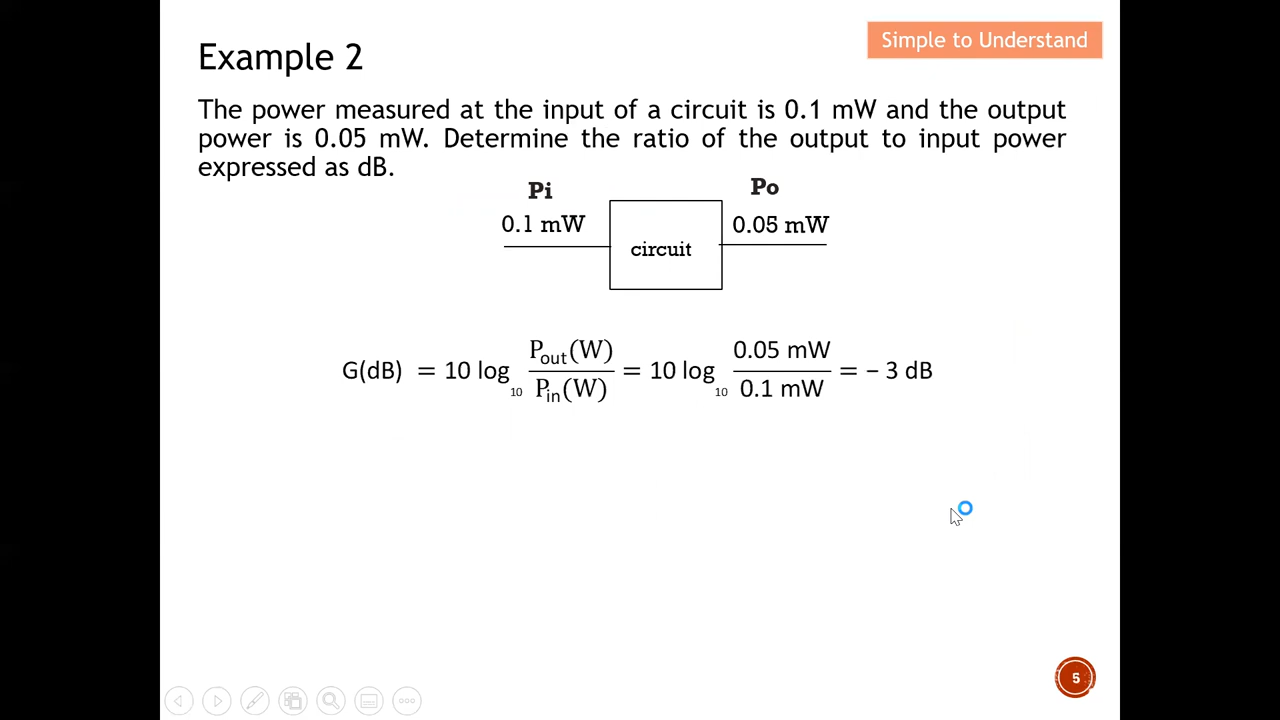 Simple to Understand
Example 2
The power measured at the input of a circuit is 0.1 mW and the output
power is 0.05 mW. Determine the ratio of the output to input power
expressed as dB.
Pi
Po
0.1 mW
0.05 mW
circuit
G(dB) = 10 log₁₀ P_out(W)/P_in(W) = 10 log₁₀ 0.05 mW/0.1 mW = − 3 dB
5